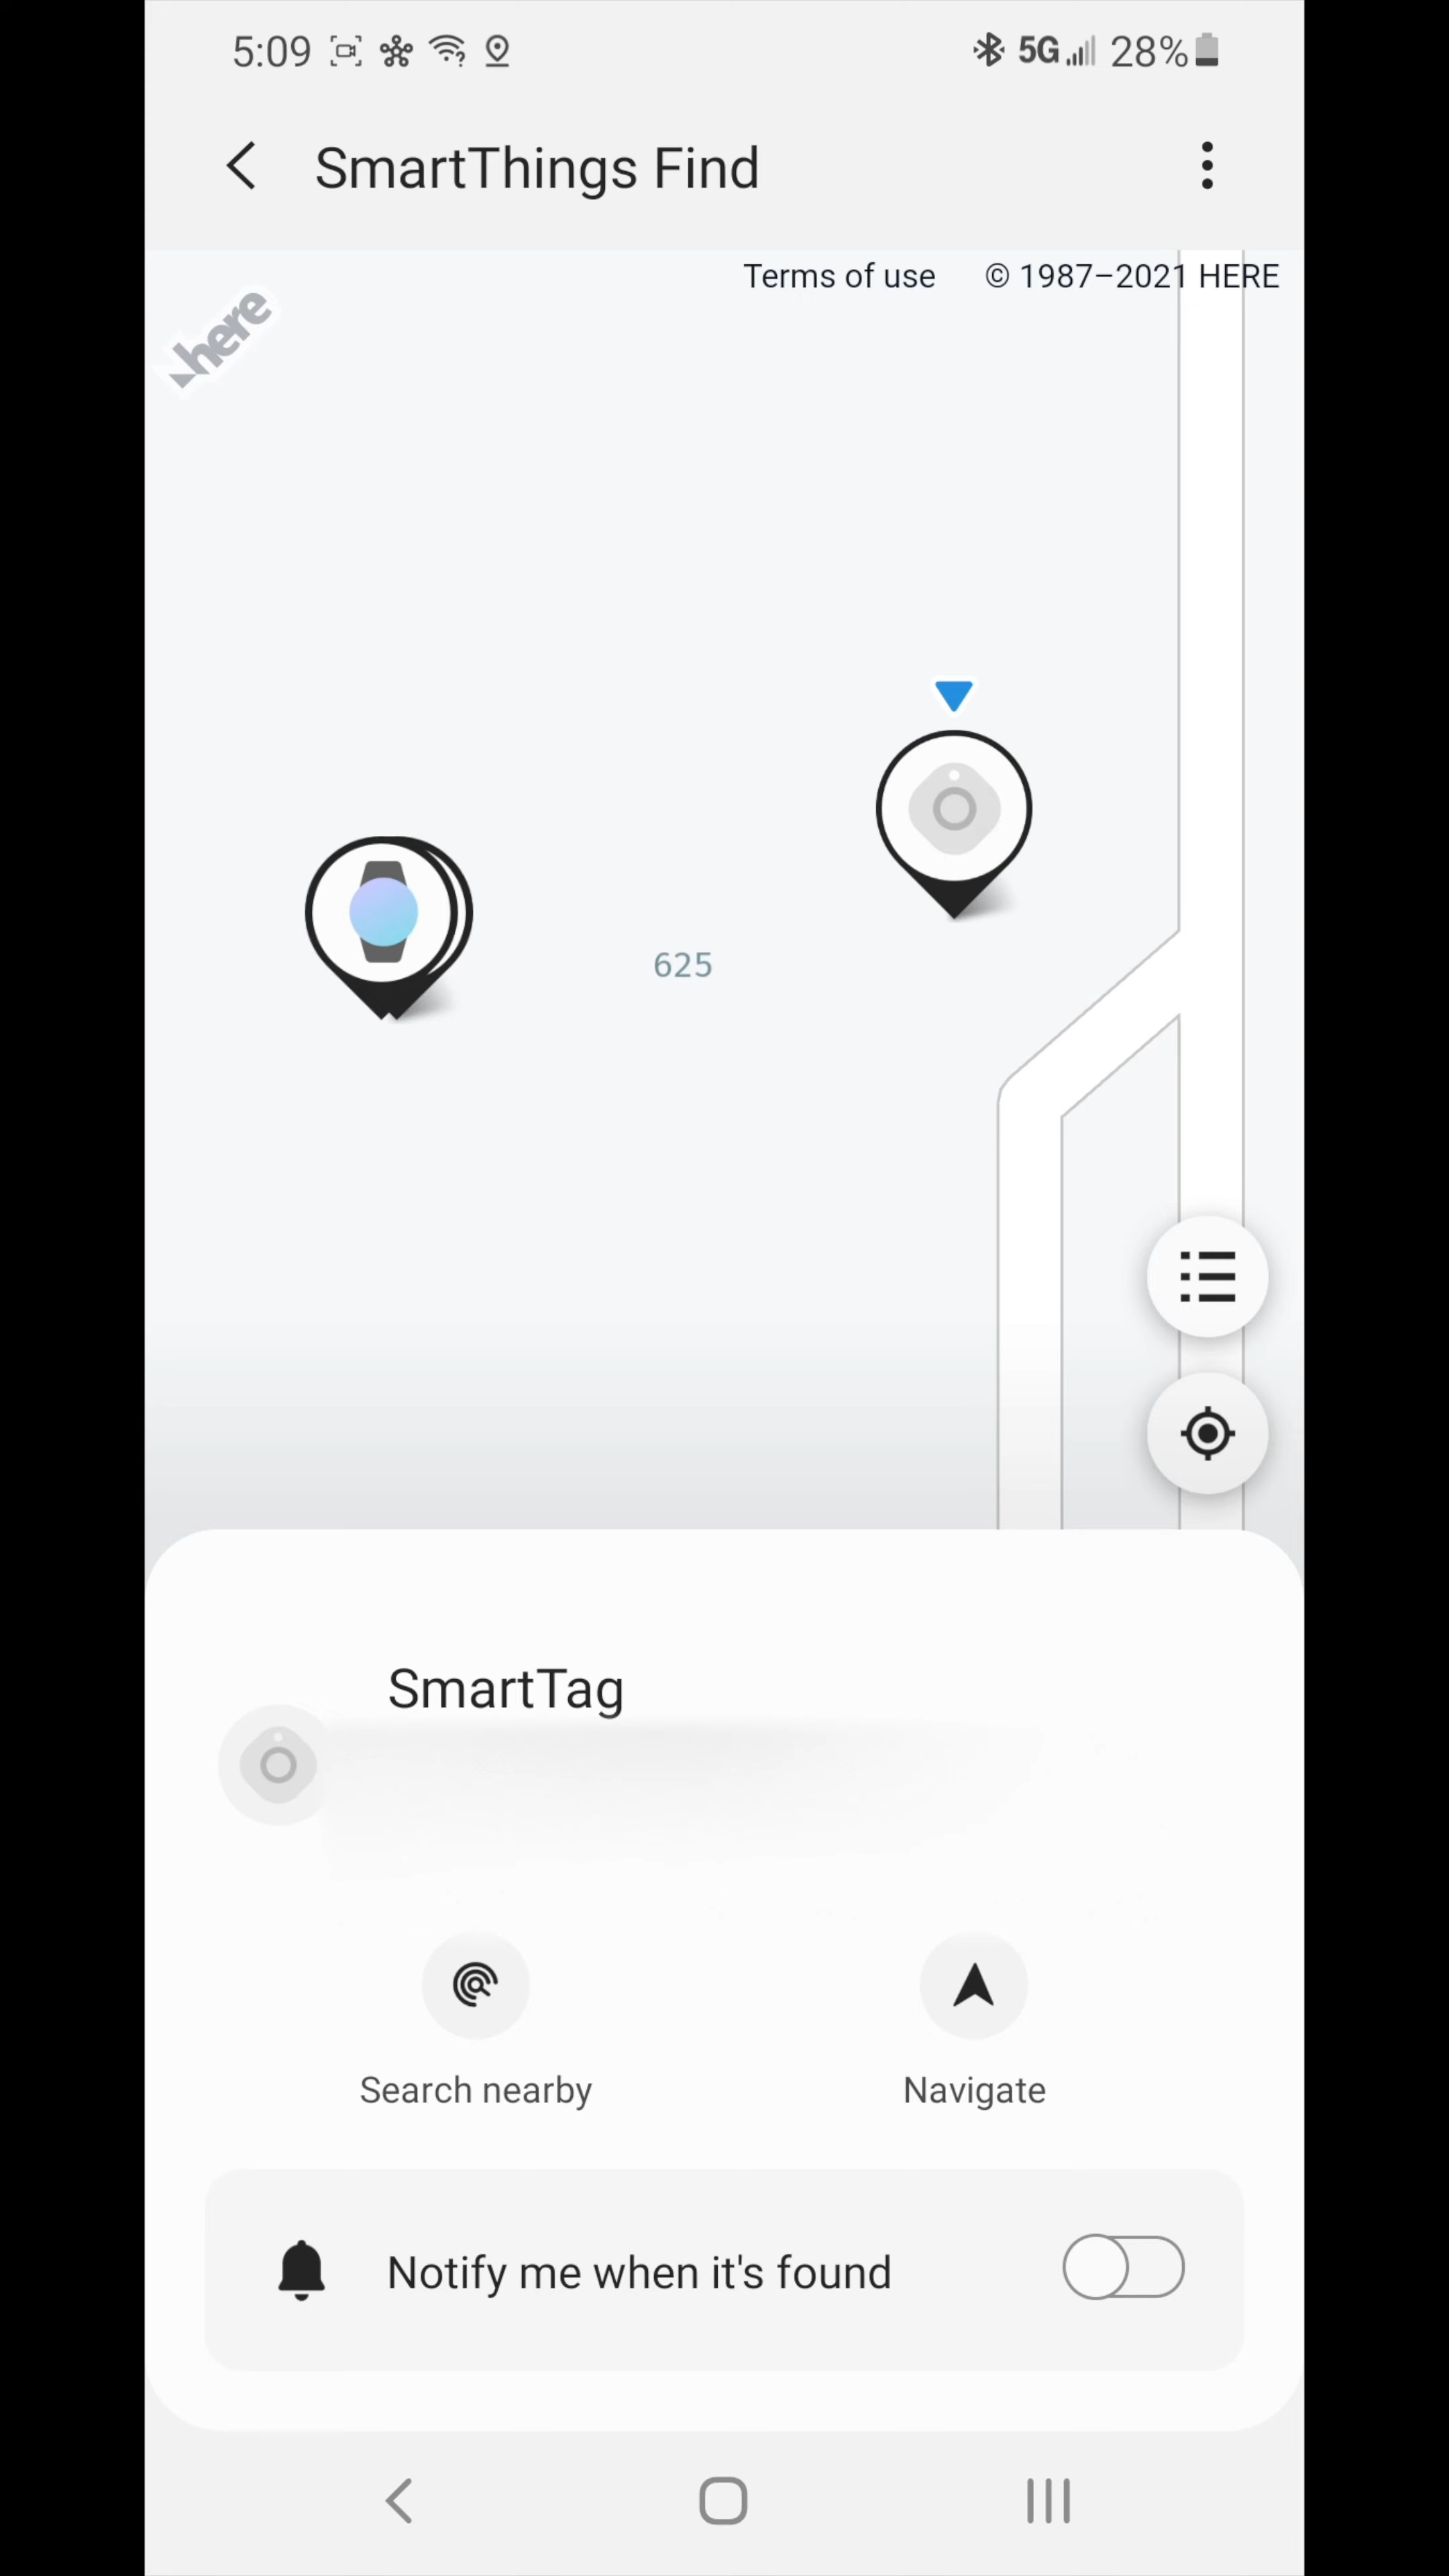 5:09 5G 28%
SmartThings Find
Terms of use © 1987–2021 HERE
here
625
SmartTag
Search nearby Navigate
Notify me when it's found